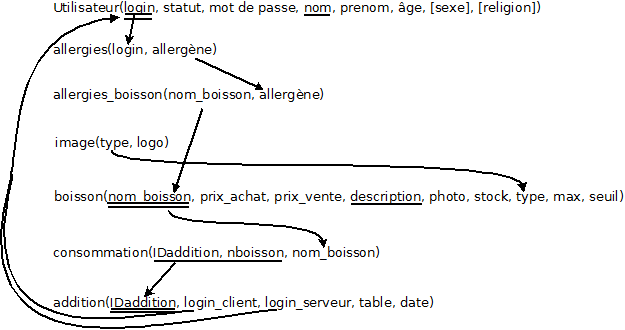 Utilisateur(login, statut, mot de passe, nom, prenom, âge, [sexe], [religion])
allergies(login, allergène)
allergies_boisson(nom_boisson, allergène)
image(type, logo)
boisson(nom_boisson, prix_achat, prix_vente, description, photo, stock, type, max, seuil)
consommation(IDaddition, nboisson, nom_boisson)
addition(IDaddition, login_client, login_serveur, table, date)